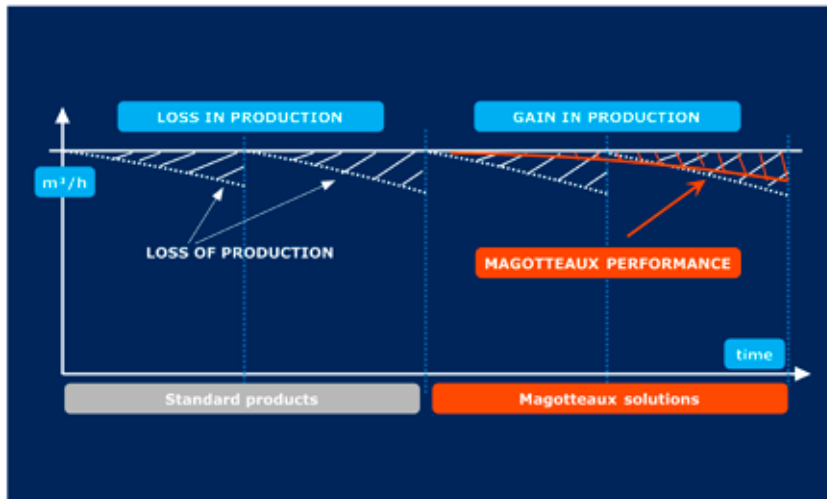 LOSS IN PRODUCTION
GAIN IN PRODUCTION
m³/h
LOSS OF PRODUCTION
MAGOTTEAUX PERFORMANCE
time
Standard products
Magotteaux solutions